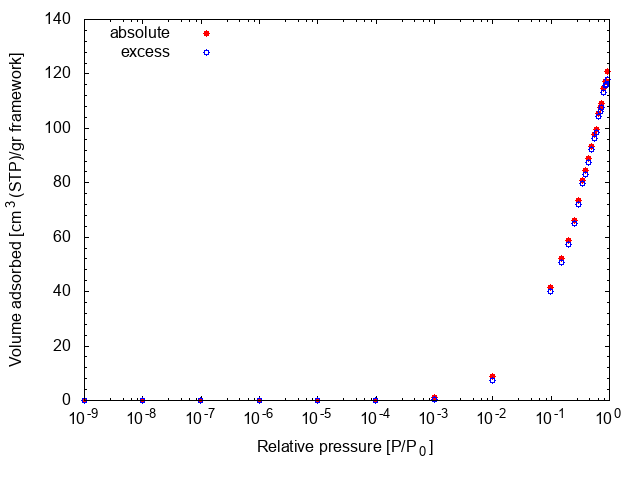 140
120
100
80
60
40
20
0
absolute
excess
Volume adsorbed [cm³(STP)/gr framework]
10⁻⁹ 10⁻⁸ 10⁻⁷ 10⁻⁶ 10⁻⁵ 10⁻⁴ 10⁻³ 10⁻² 10⁻¹ 10⁰
Relative pressure [P/P₀]